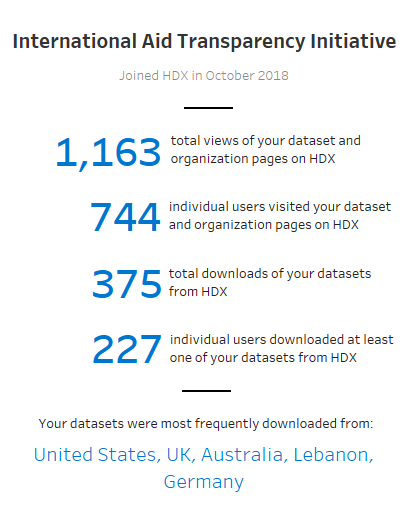 International Aid Transparency Initiative
Joined HDX in October 2018
1,163 total views of your dataset and
organization pages on HDX
744 individual users visited your dataset
and organization pages on HDX
375 total downloads of your datasets
from HDX
227 individual users downloaded at least
one of your datasets from HDX
Your datasets were most frequently downloaded from:
United States, UK, Australia, Lebanon,
Germany